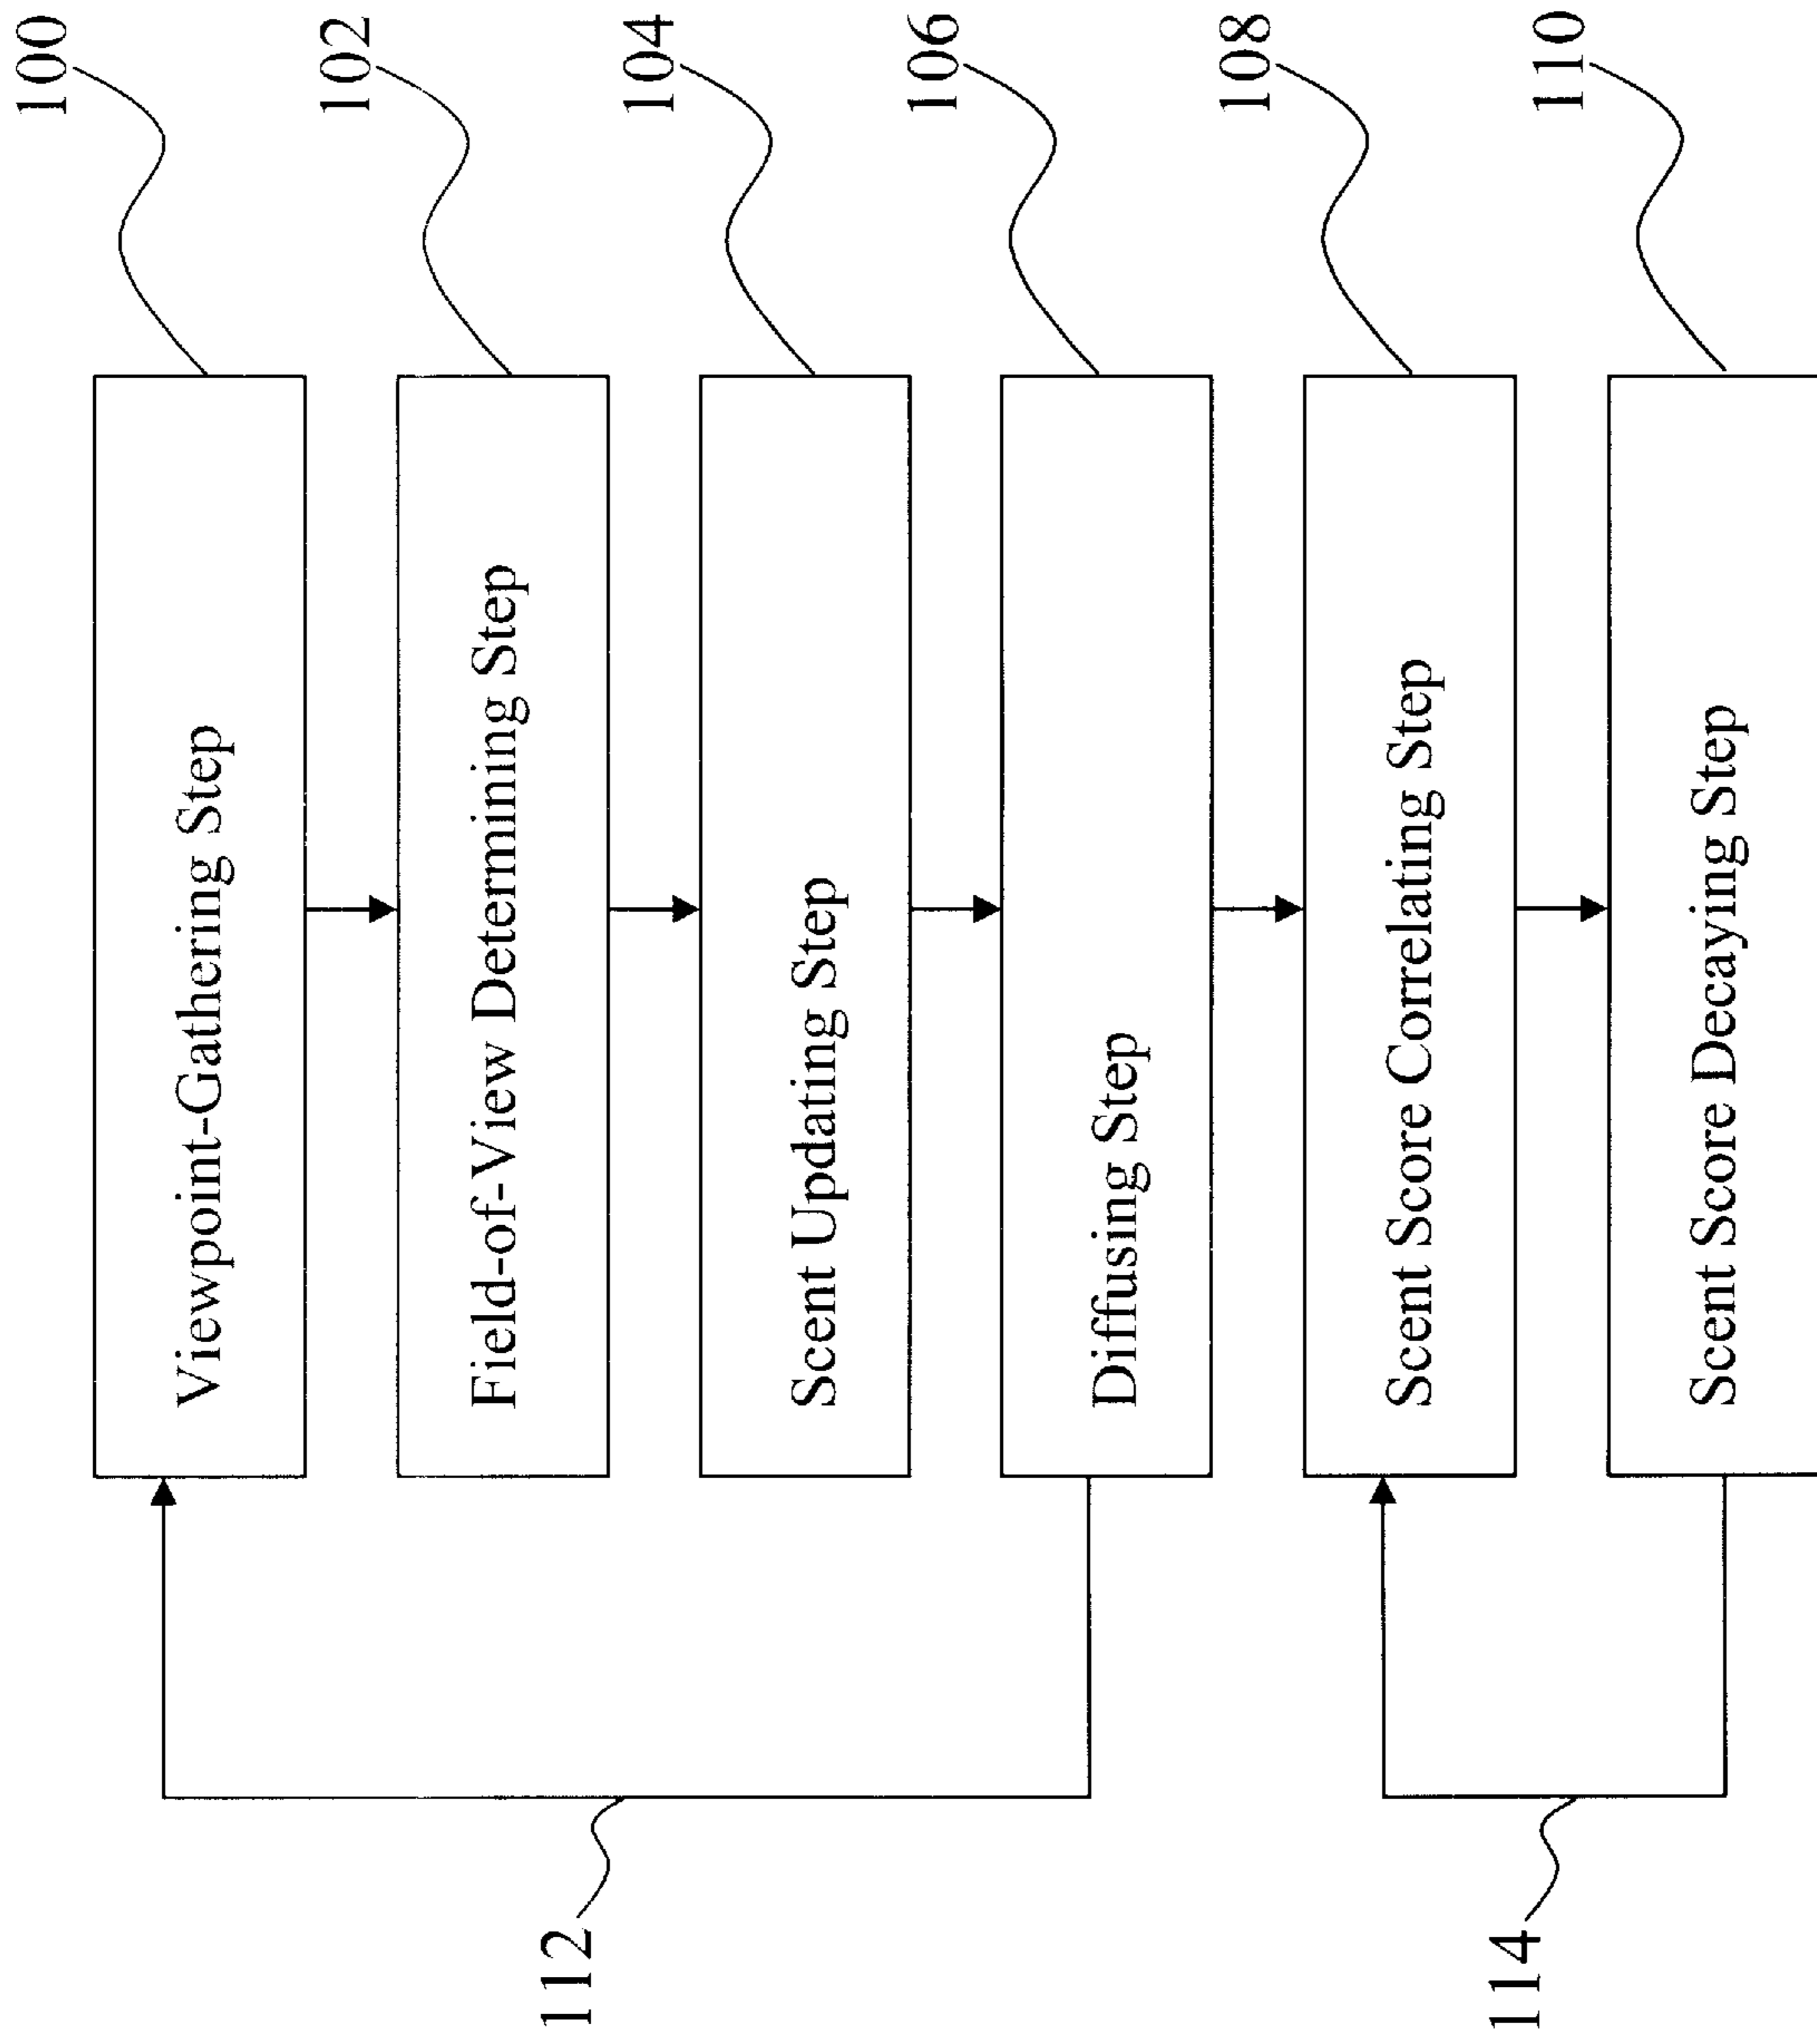 Viewpoint-Gathering Step
100
Field-of-View Determining Step
102
Scent Updating Step
104
Diffusing Step
106
Scent Score Correlating Step
108
Scent Score Decaying Step
110
112
114